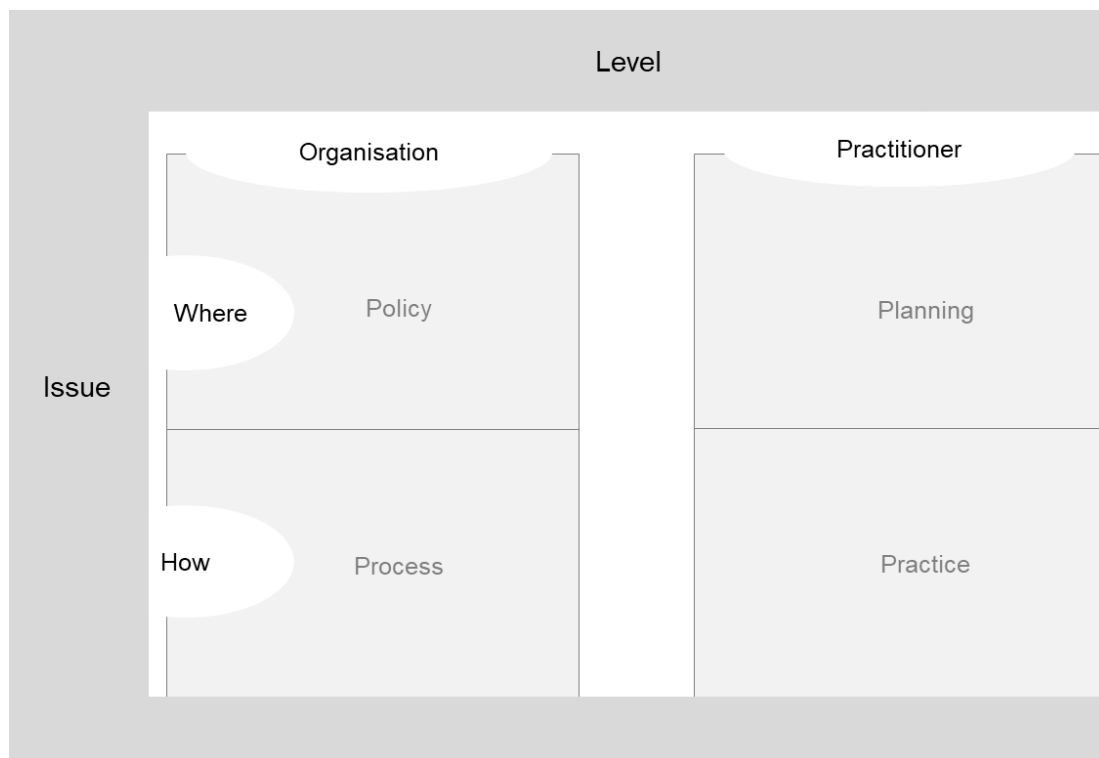 Level
Organisation
Practitioner
Where
Policy
Planning
Issue
How
Process
Practice